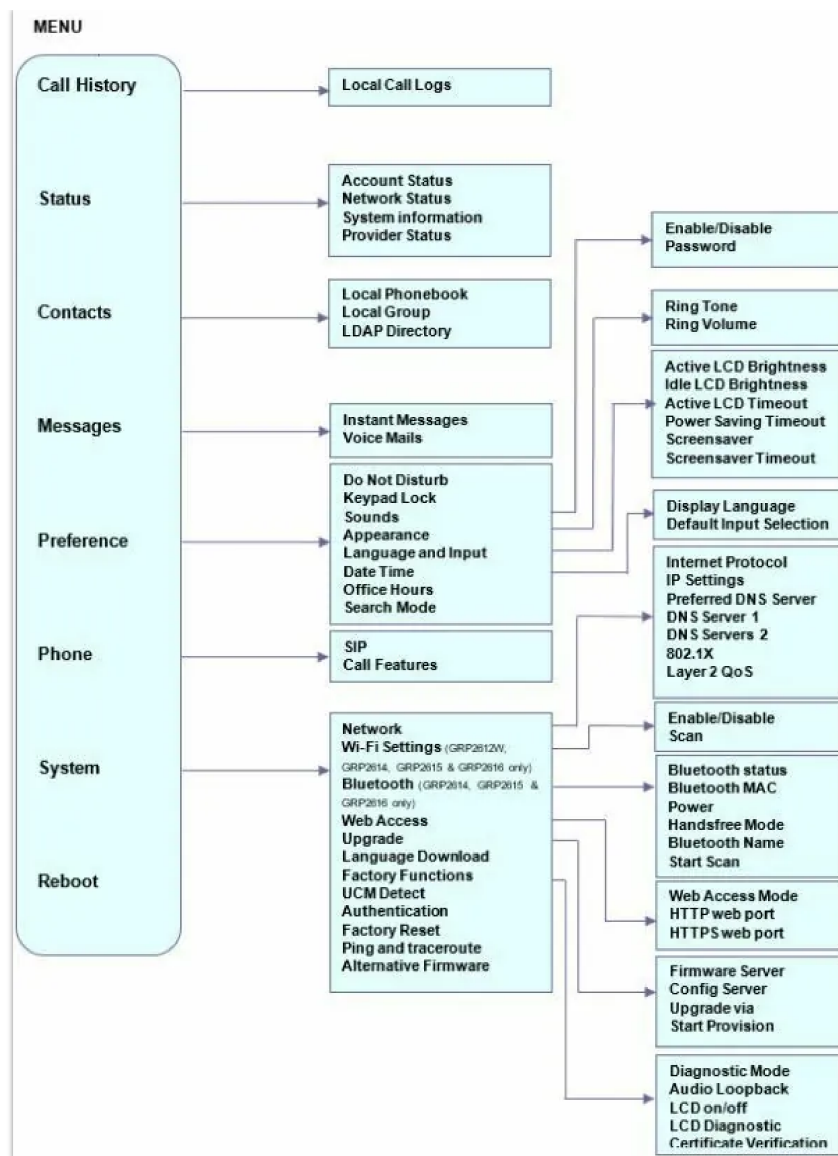 MENU
Call History
Local Call Logs
Status
Account Status
Network Status
System information
Provider Status
Enable/Disable
Password
Contacts
Local Phonebook
Local Group
LDAP Directory
Ring Tone
Ring Volume
Active LCD Brightness
Idle LCD Brightness
Active LCD Timeout
Power Saving Timeout
Screensaver
Screensaver Timeout
Messages
Instant Messages
Voice Mails
Preference
Do Not Disturb
Keypad Lock
Sounds
Appearance
Language and Input
Date Time
Office Hours
Search Mode
Display Language
Default Input Selection
Internet Protocol
IP Settings
Preferred DNS Server
DNS Server 1
DNS Servers 2
802.1X
Layer 2 QoS
Phone
SIP
Call Features
System
Network
Wi-Fi Settings (GRP2612W,
GRP2614, GRP2615 & GRP2616 only)
Bluetooth (GRP2614, GRP2615 &
GRP2616 only)
Web Access
Upgrade
Language Download
Factory Functions
UCM Detect
Authentication
Factory Reset
Ping and traceroute
Alternative Firmware
Enable/Disable
Scan
Bluetooth status
Bluetooth MAC
Power
Handsfree Mode
Bluetooth Name
Start Scan
Reboot
Web Access Mode
HTTP web port
HTTPS web port
Firmware Server
Config Server
Upgrade via
Start Provision
Diagnostic Mode
Audio Loopback
LCD on/off
LCD Diagnostic
Certificate Verification